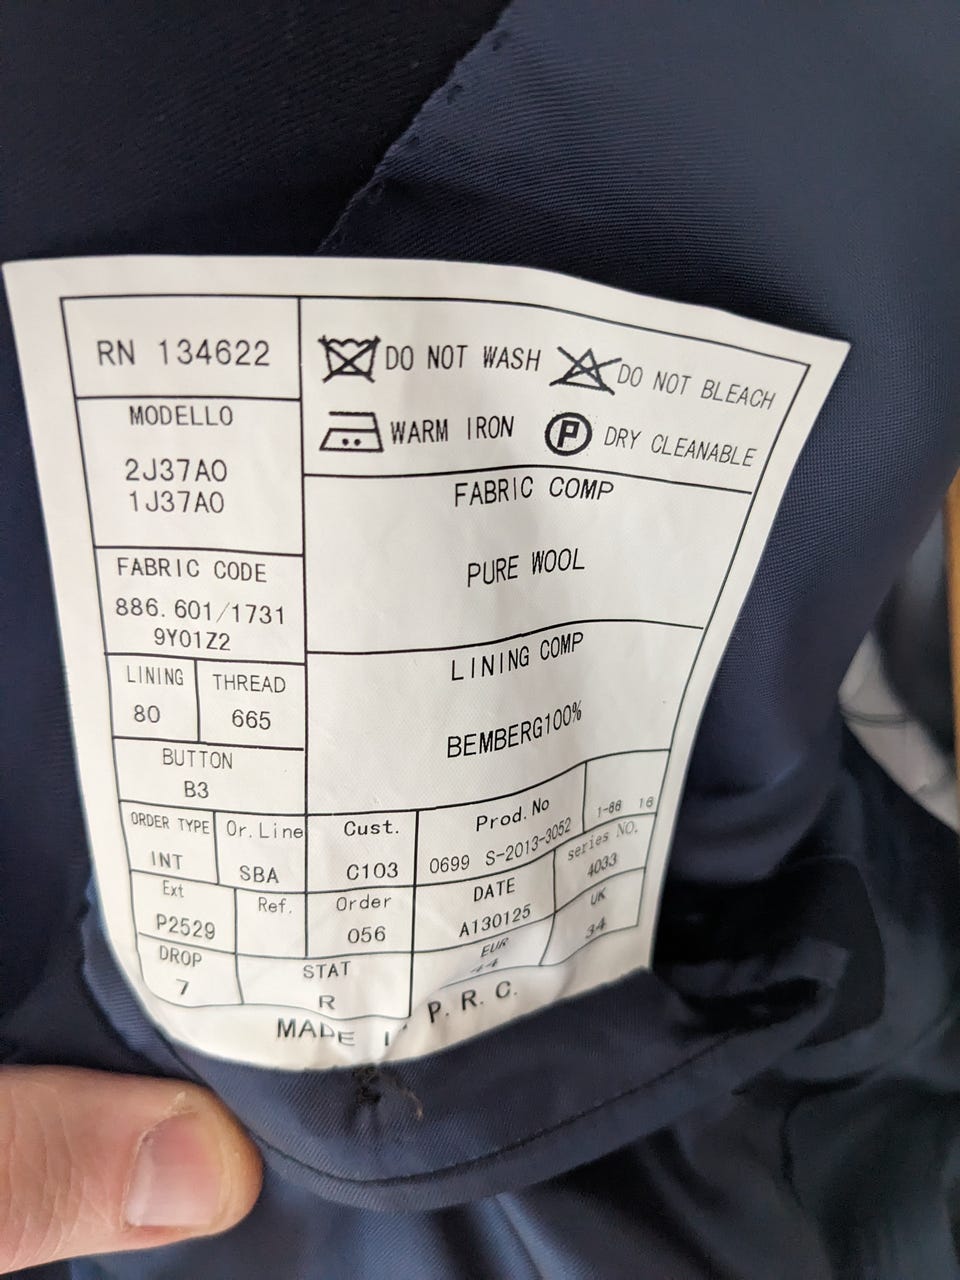 RN 134622
DO NOT WASH
DO NOT BLEACH
WARM IRON
P DRY CLEANABLE
MODELLO
2J37A0
1J37A0
FABRIC COMP
PURE WOOL
FABRIC CODE
886.601/1731
9Y01Z2
LINING COMP
BEMBERG100%
LINING
80
THREAD
665
BUTTON
B3
ORDER TYPE
INT
Or.Line
SBA
Cust.
C103
Prod.No
0699 S-2013-3052
1-66 16
Ext
P2529
Ref.
Order
056
DATE
A130125
series NO.
4033
DROP
7
STAT
R
EUR
44
UK
34
MADE I P.R.C.